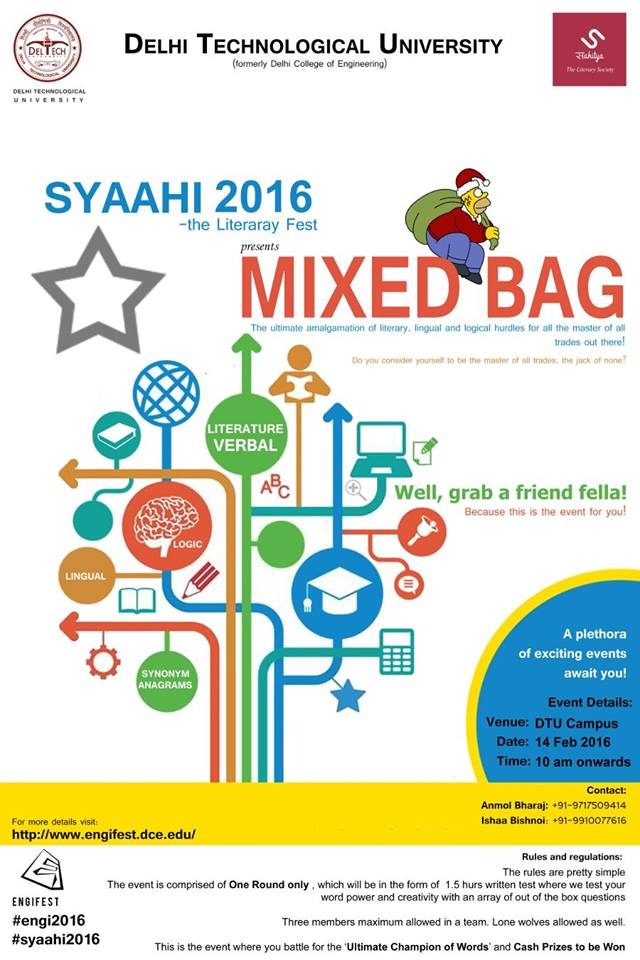 DELHI TECHNOLOGICAL UNIVERSITY
(formerly Delhi College of Engineering)
DELTECH
DELHI TECHNOLOGICAL
UNIVERSITY
साहित्य
The Literary Society
SYAAHI 2016
-the Literaray Fest
presents
MIXED BAG
The ultimate amalgamation of literary, lingual and logical hurdles for all the master of all
trades out there!
Do you consider yourself to be the master of all trades, the jack of none?
LITERATURE
VERBAL
ABC
Well, grab a friend fella!
Because this is the event for you!
LOGIC
LINGUAL
SYNONYM
ANAGRAMS
A plethora
of exciting events
await you!
Event Details:
Venue: DTU Campus
Date: 14 Feb 2016
Time: 10 am onwards
Contact:
Anmol Bharaj: +91-9717509414
Ishaa Bishnoi: +91-9910077616
For more details visit:
http://www.engifest.dce.edu/
ENGIFEST
#engi2016
#syaahi2016
Rules and regulations:
The rules are pretty simple
The event is comprised of One Round only , which will be in the form of 1.5 hurs written test where we test your
word power and creativity with an array of out of the box questions
Three members maximum allowed in a team. Lone wolves allowed as well.
This is the event where you battle for the 'Ultimate Champion of Words' and Cash Prizes to be Won